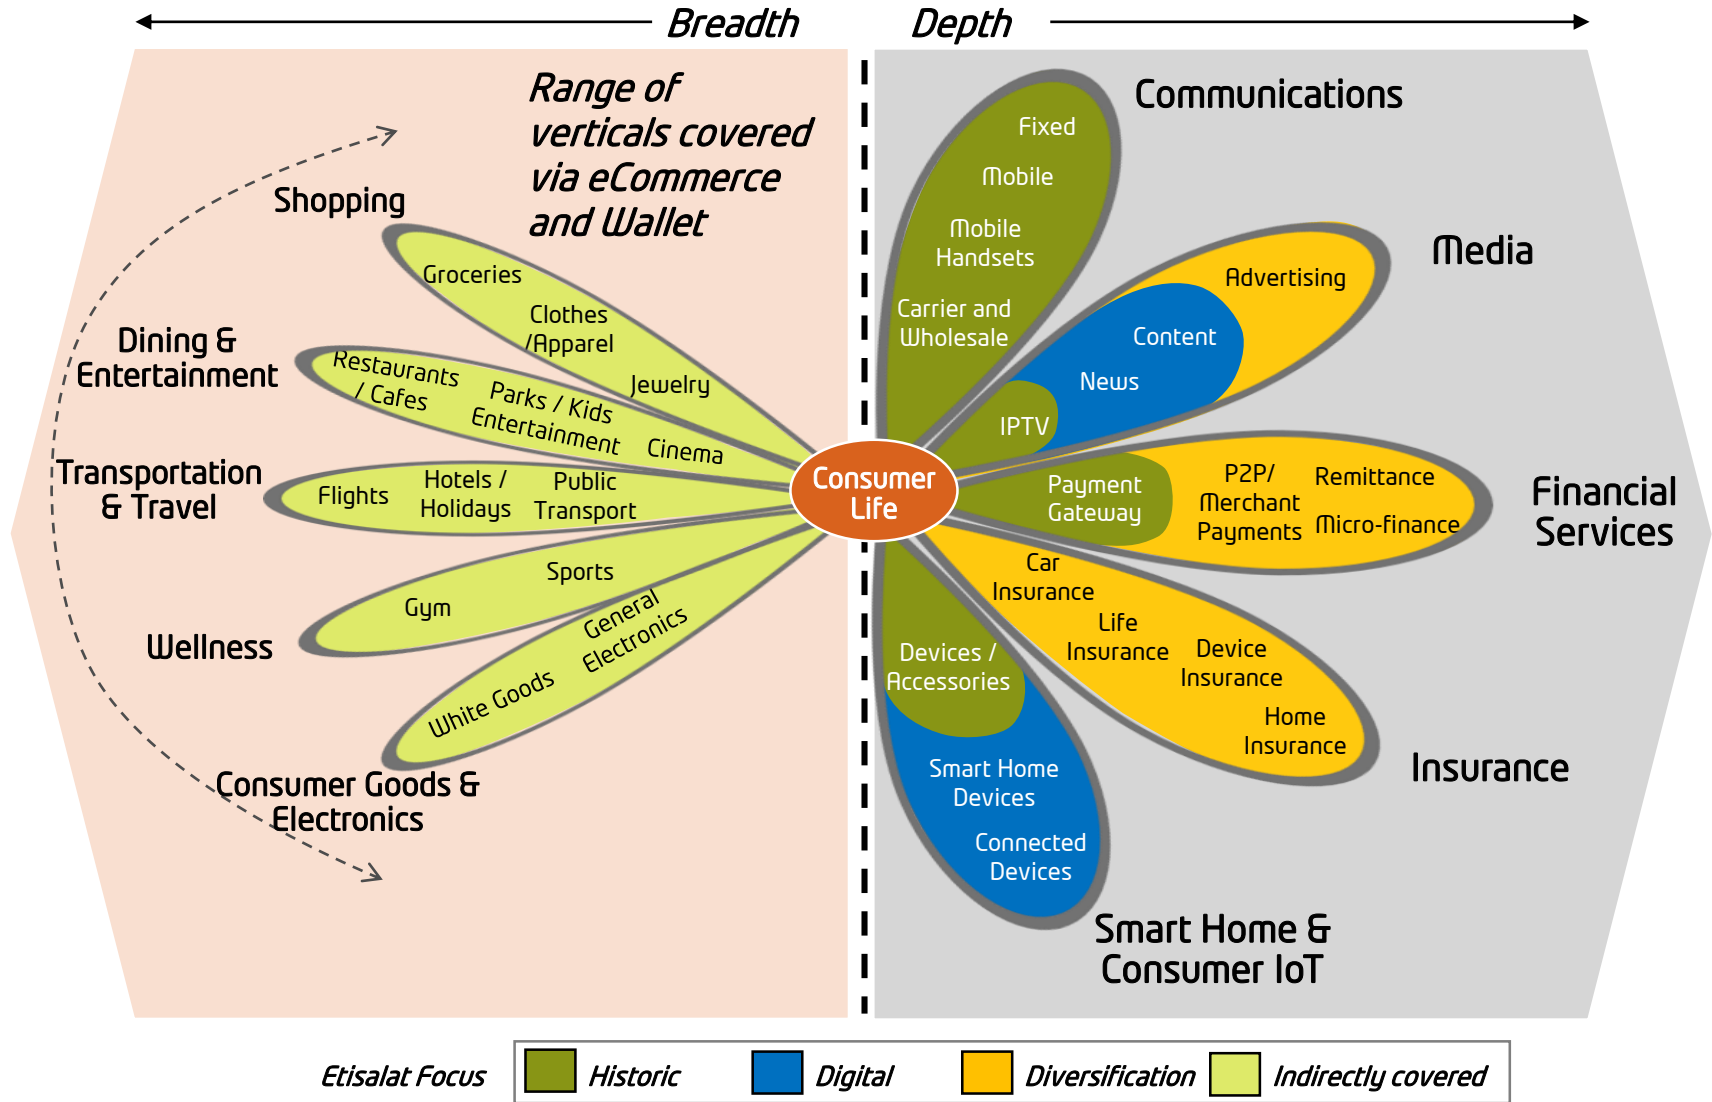 Breadth
Depth
Range of
verticals covered
via eCommerce
and Wallet
Shopping
Groceries
Clothes
/Apparel
Jewelry
Dining &
Entertainment
Restaurants
/ Cafes
Parks / Kids
Entertainment
Cinema
Transportation
& Travel
Flights
Hotels /
Holidays
Public
Transport
Wellness
Gym
Sports
Consumer Goods &
Electronics
White Goods
General
Electronics
Consumer
Life
Communications
Fixed
Mobile
Mobile
Handsets
Carrier and
Wholesale
Media
Advertising
Content
News
IPTV
Financial
Services
Payment
Gateway
P2P/
Merchant
Payments
Remittance
Micro-finance
Insurance
Car
Insurance
Life
Insurance
Device
Insurance
Home
Insurance
Smart Home &
Consumer IoT
Devices /
Accessories
Smart Home
Devices
Connected
Devices
Etisalat Focus
Historic
Digital
Diversification
Indirectly covered